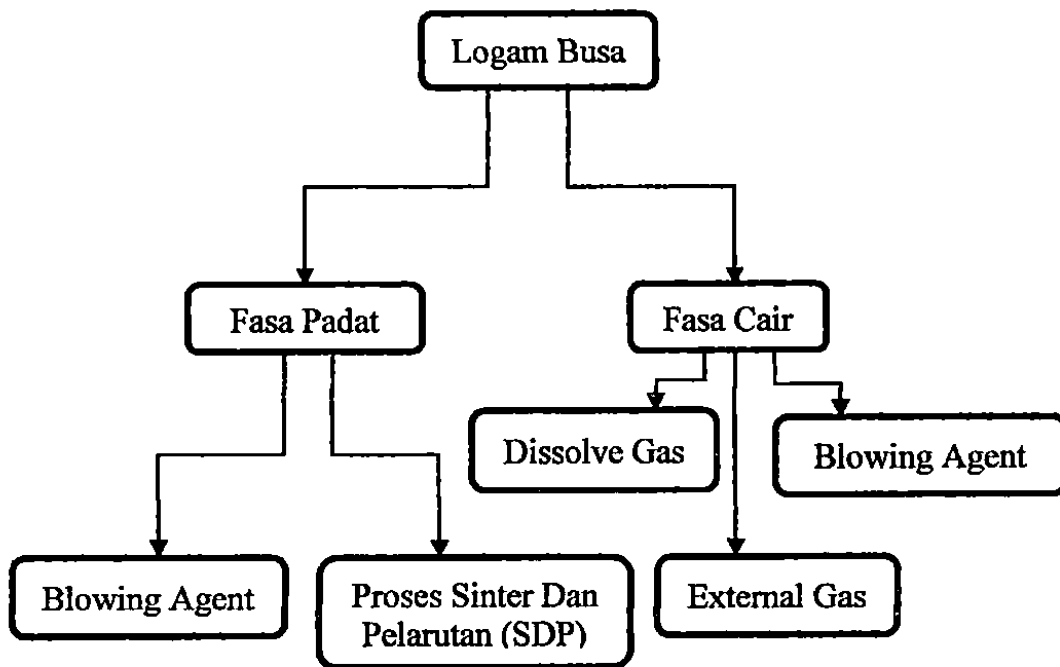 Logam Busa
Fasa Padat
Fasa Cair
Dissolve Gas
Blowing Agent
Blowing Agent
Proses Sinter Dan
Pelarutan (SDP)
External Gas